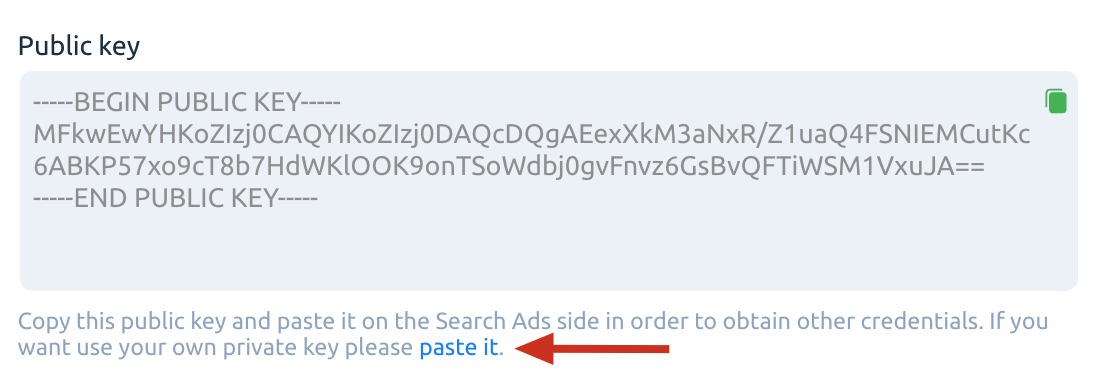 Public key
-----BEGIN PUBLIC KEY-----
MFkwEwYHKoZIzj0CAQYIKoZIzj0DAQcDQgAEexXkM3aNxR/Z1uaQ4FSNIEMCutKc
6ABKP57xo9cT8b7HdWKlOOK9onTSoWdbj0gvFnvz6GsBvQFTiWSM1VxuJA==
-----END PUBLIC KEY-----
Copy this public key and paste it on the Search Ads side in order to obtain other credentials. If you
want use your own private key please paste it.